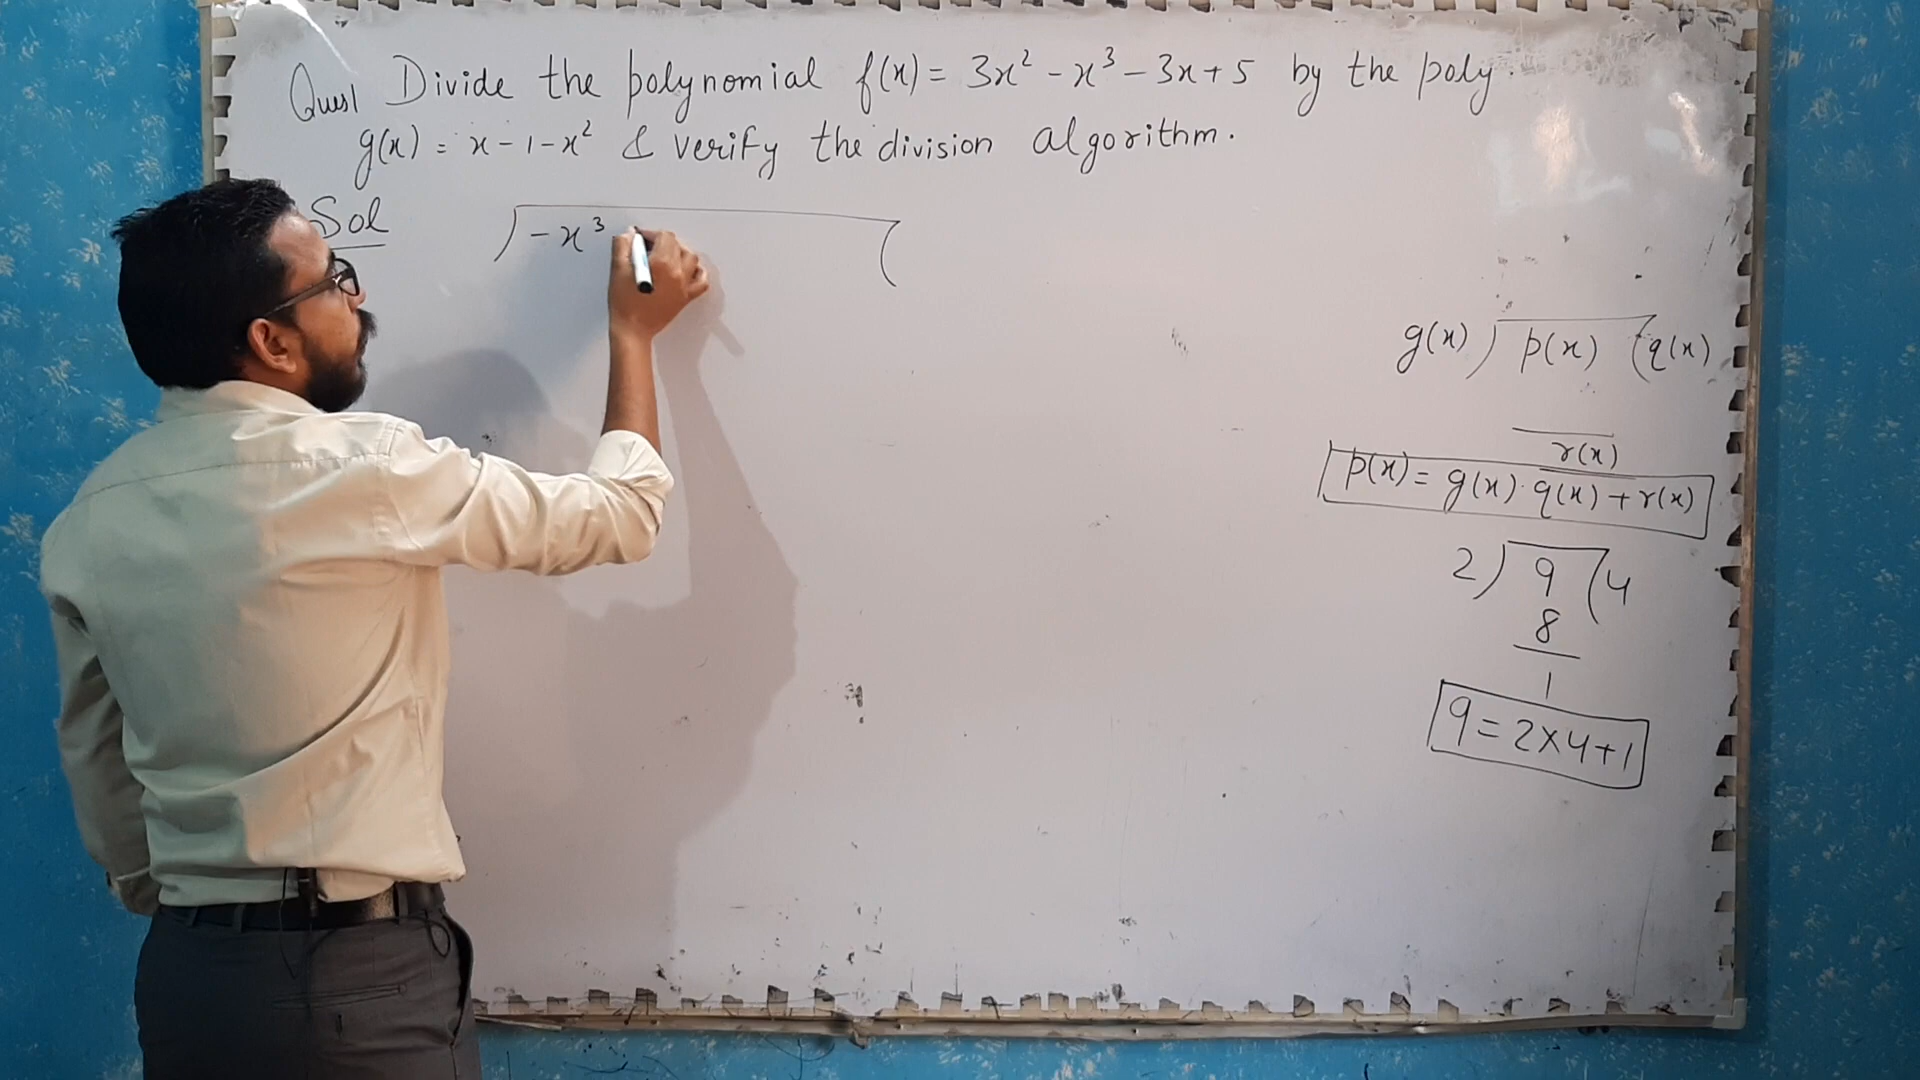 Ques1 Divide the polynomial f(x) = 3x² - x³ - 3x + 5 by the poly.
g(x) = x - 1 - x² & verify the division algorithm.
Sol
) -x³ (
g(x) ) p(x) ( q(x)
r(x)
p(x) = g(x) · q(x) + r(x)
2 ) 9 ( 4
8
1
9 = 2 × 4 + 1